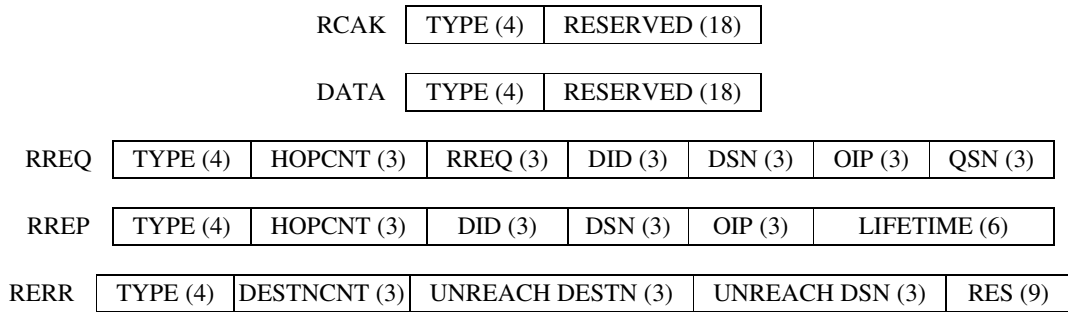 RCAK TYPE (4) RESERVED (18)
DATA TYPE (4) RESERVED (18)
RREQ TYPE (4) HOPCNT (3) RREQ (3) DID (3) DSN (3) OIP (3) QSN (3)
RREP TYPE (4) HOPCNT (3) DID (3) DSN (3) OIP (3) LIFETIME (6)
RERR TYPE (4) DESTNCNT (3) UNREACH DESTN (3) UNREACH DSN (3) RES (9)